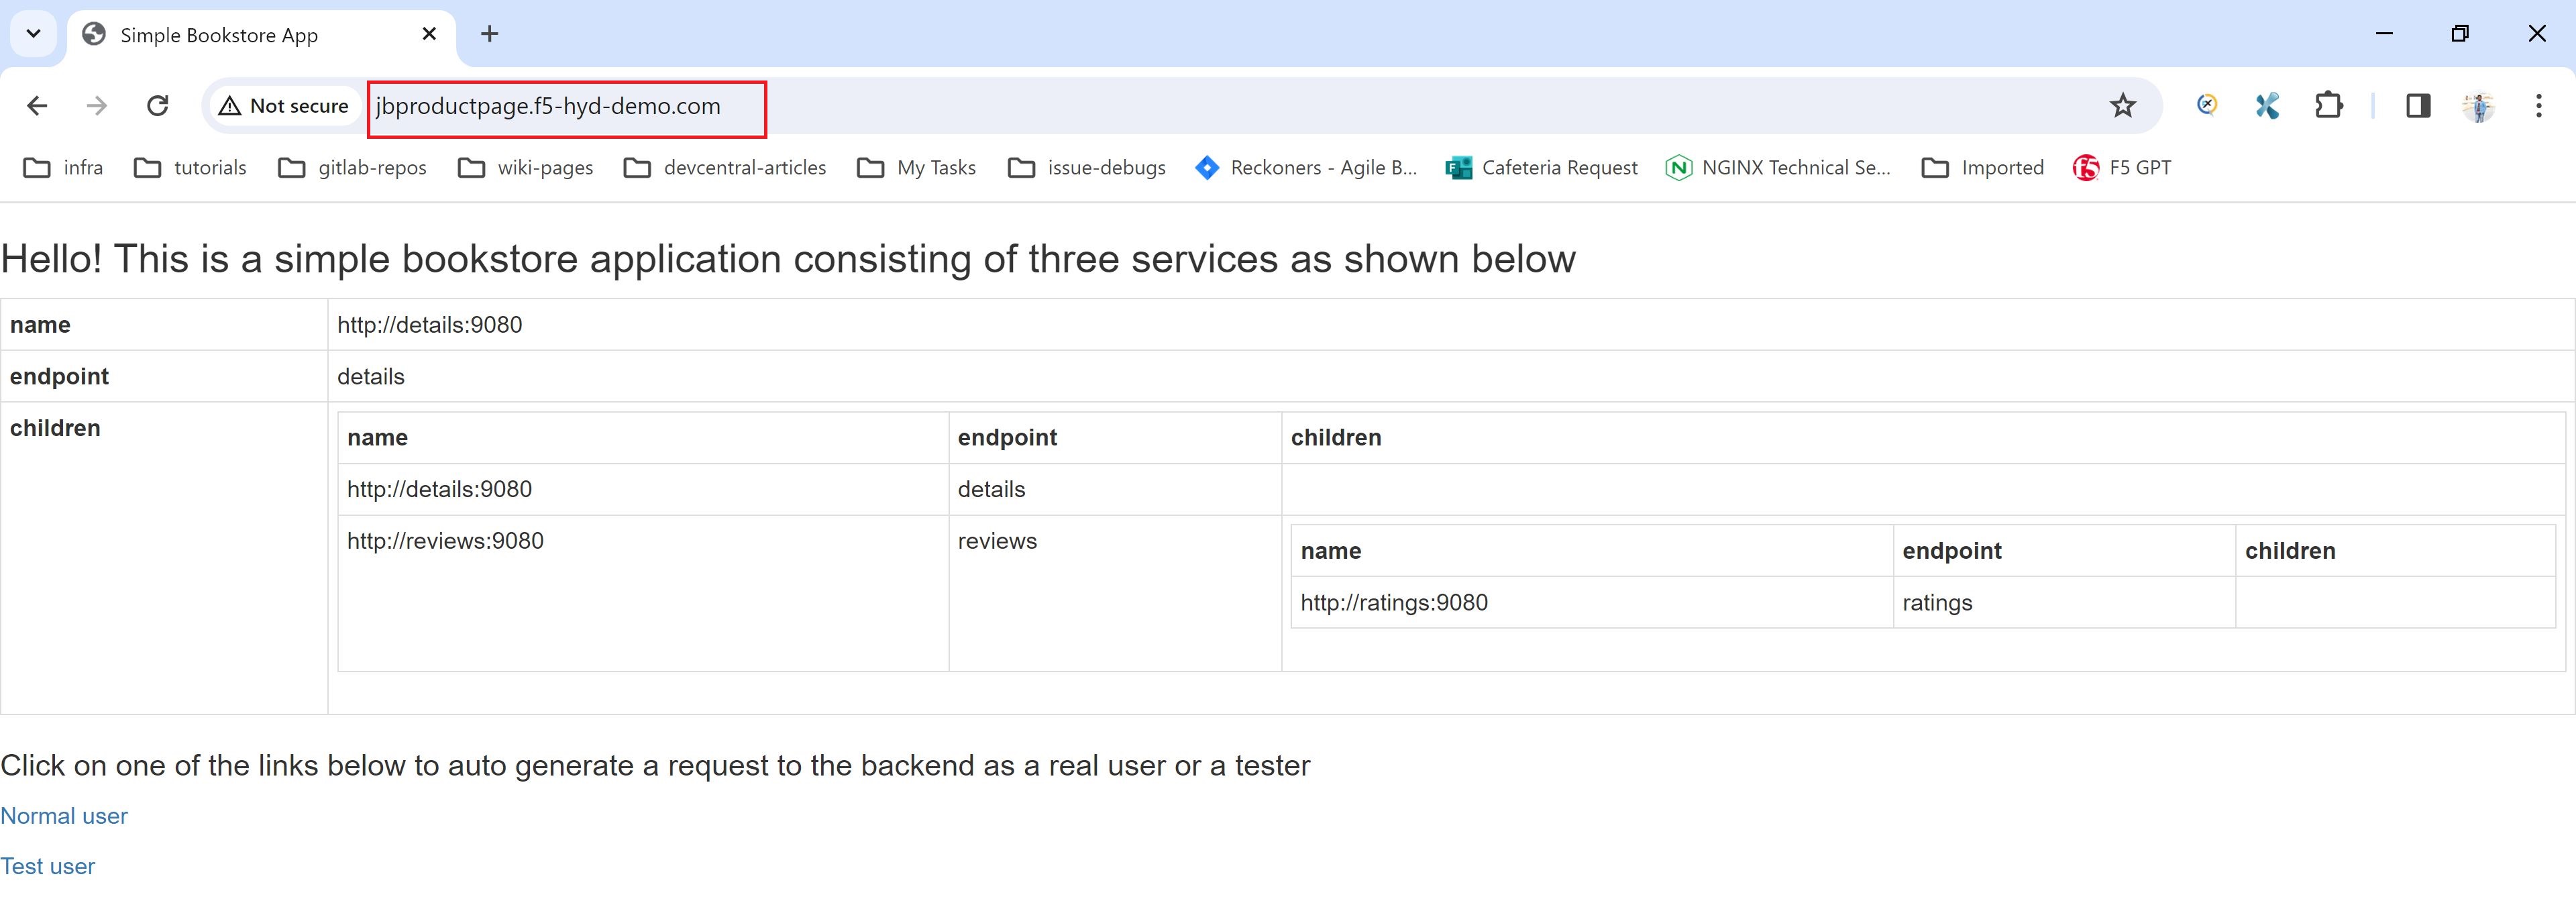 Simple Bookstore App
Not secure jbproductpage.f5-hyd-demo.com
infra tutorials gitlab-repos wiki-pages devcentral-articles My Tasks issue-debugs Reckoners - Agile B... Cafeteria Request NGINX Technical Se... Imported F5 GPT
Hello! This is a simple bookstore application consisting of three services as shown below
name http://details:9080
endpoint details
children
name endpoint children
http://details:9080 details
http://reviews:9080 reviews
name endpoint children
http://ratings:9080 ratings
Click on one of the links below to auto generate a request to the backend as a real user or a tester
Normal user
Test user